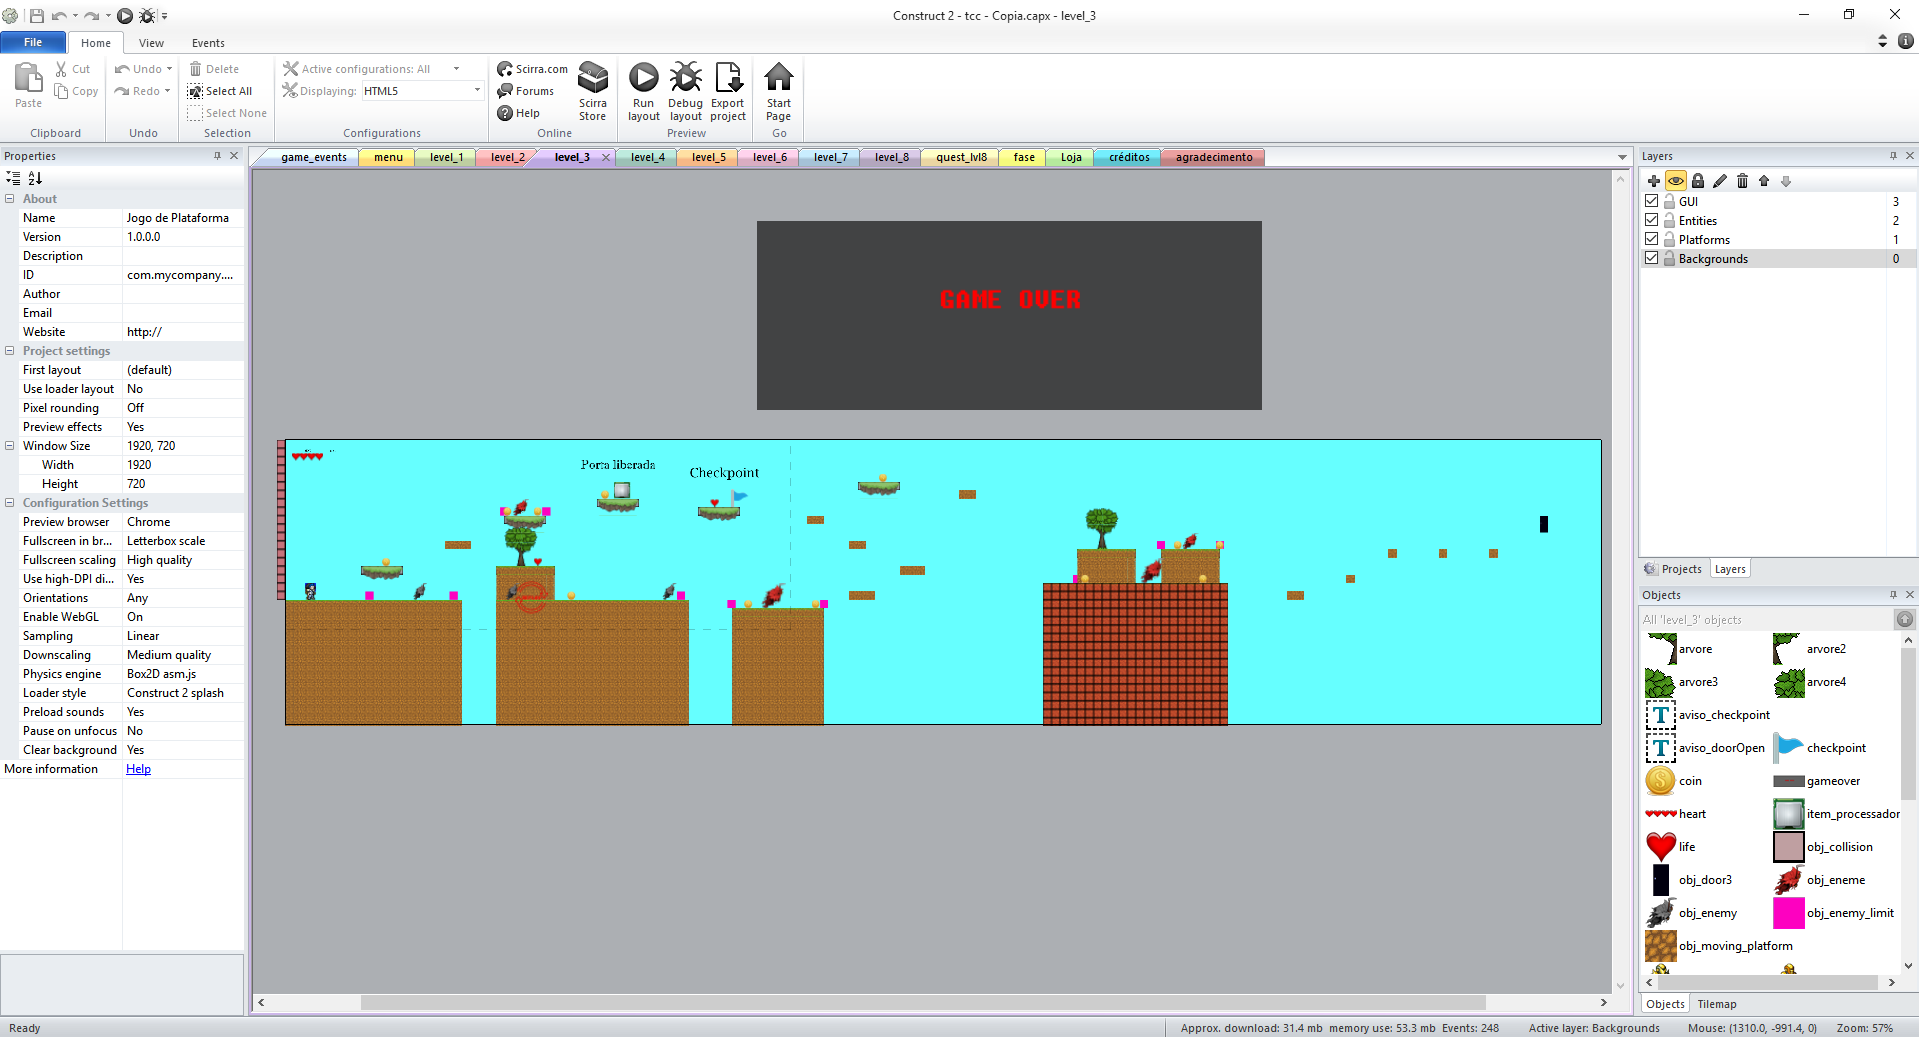 Construct 2 - tcc - Copia.capx - level_3
File Home View Events
Paste Cut Copy Clipboard
Undo Redo Undo
Delete Select All Select None Selection
Active configurations: All
Displaying: HTML5
Configurations
Scirra.com Forums Help Scirra Store Online
Run layout Debug layout Export project Preview
Start Page Go
Properties
game_events menu level_1 level_2 level_3 level_4 level_5 level_6 level_7 level_8 quest_lvl8 fase Loja créditos agradecimento
About
Name Jogo de Plataforma
Version 1.0.0.0
Description
ID com.mycompany....
Author
Email
Website http://
Project settings
First layout (default)
Use loader layout No
Pixel rounding Off
Preview effects Yes
Window Size 1920, 720
Width 1920
Height 720
Configuration Settings
Preview browser Chrome
Fullscreen in br... Letterbox scale
Fullscreen scaling High quality
Use high-DPI di... Yes
Orientations Any
Enable WebGL On
Sampling Linear
Downscaling Medium quality
Physics engine Box2D asm.js
Loader style Construct 2 splash
Preload sounds Yes
Pause on unfocus No
Clear background Yes
More information Help
GAME OVER
Porta liberada
Checkpoint
Layers
GUI 3
Entities 2
Platforms 1
Backgrounds 0
Projects Layers
Objects
All 'level_3' objects
arvore arvore2
arvore3 arvore4
T aviso_checkpoint
T aviso_doorOpen checkpoint
coin gameover
heart item_processador
life obj_collision
obj_door3 obj_eneme
obj_enemy obj_enemy_limit
obj_moving_platform
Objects Tilemap
Ready
Approx. download: 31.4 mb memory use: 53.3 mb Events: 248 Active layer: Backgrounds Mouse: (1310.0, -991.4, 0) Zoom: 57%